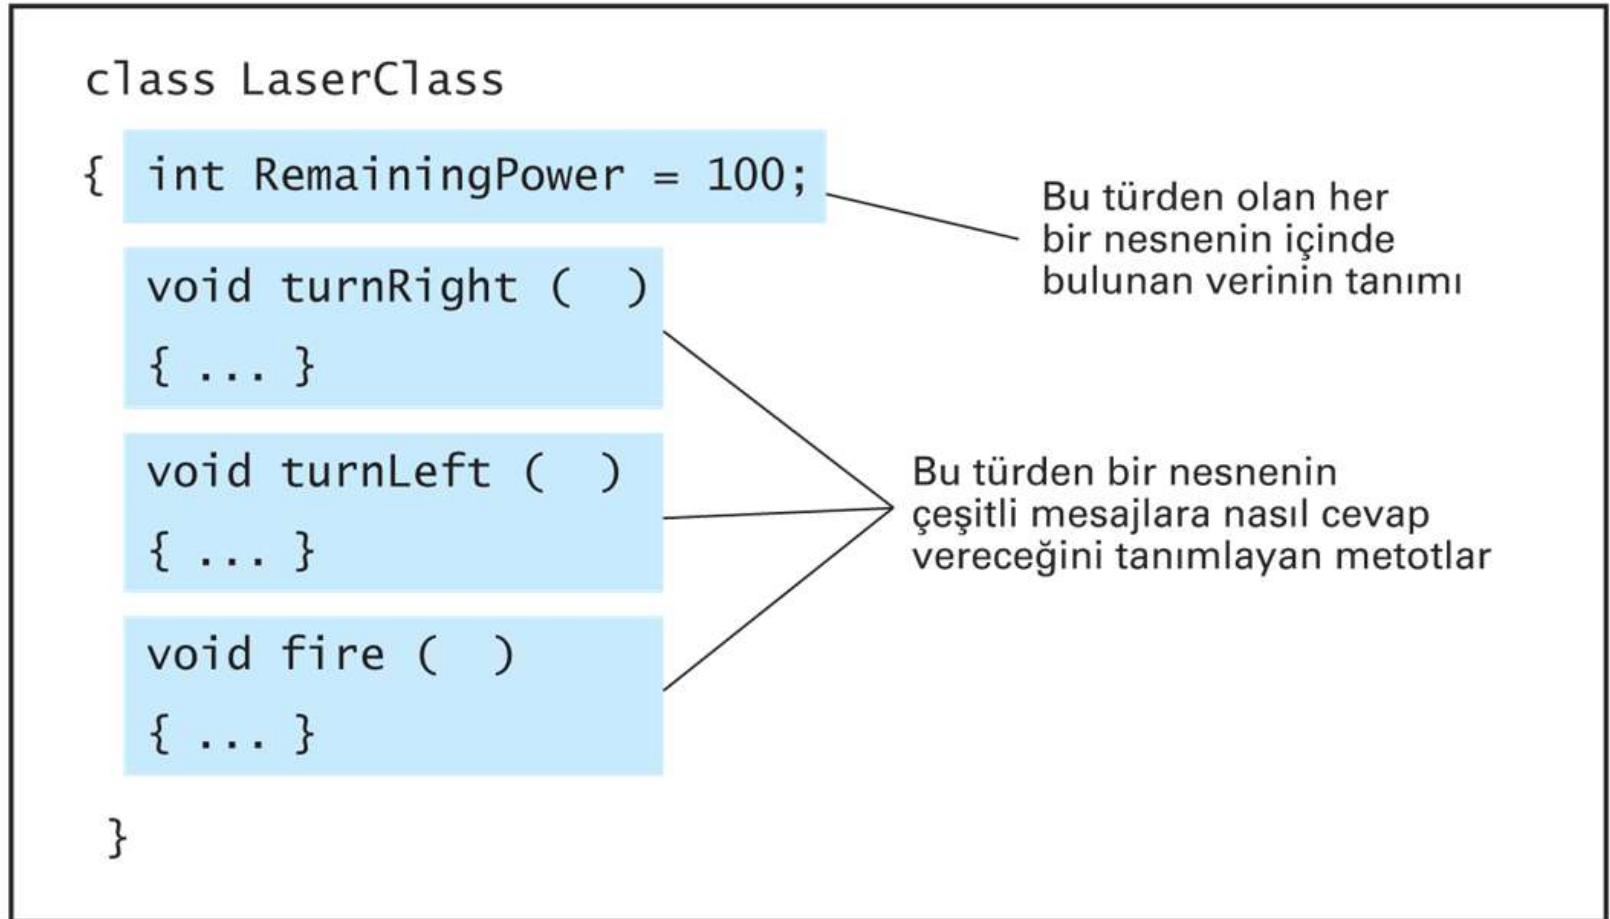 class LaserClass
{ int RemainingPower = 100;
Bu türden olan her
bir nesnenin içinde
bulunan verinin tanımı
void turnRight (  )
{ ... }
void turnLeft (  )
{ ... }
Bu türden bir nesnenin
çeşitli mesajlara nasıl cevap
vereceğini tanımlayan metotlar
void fire (  )
{ ... }
}